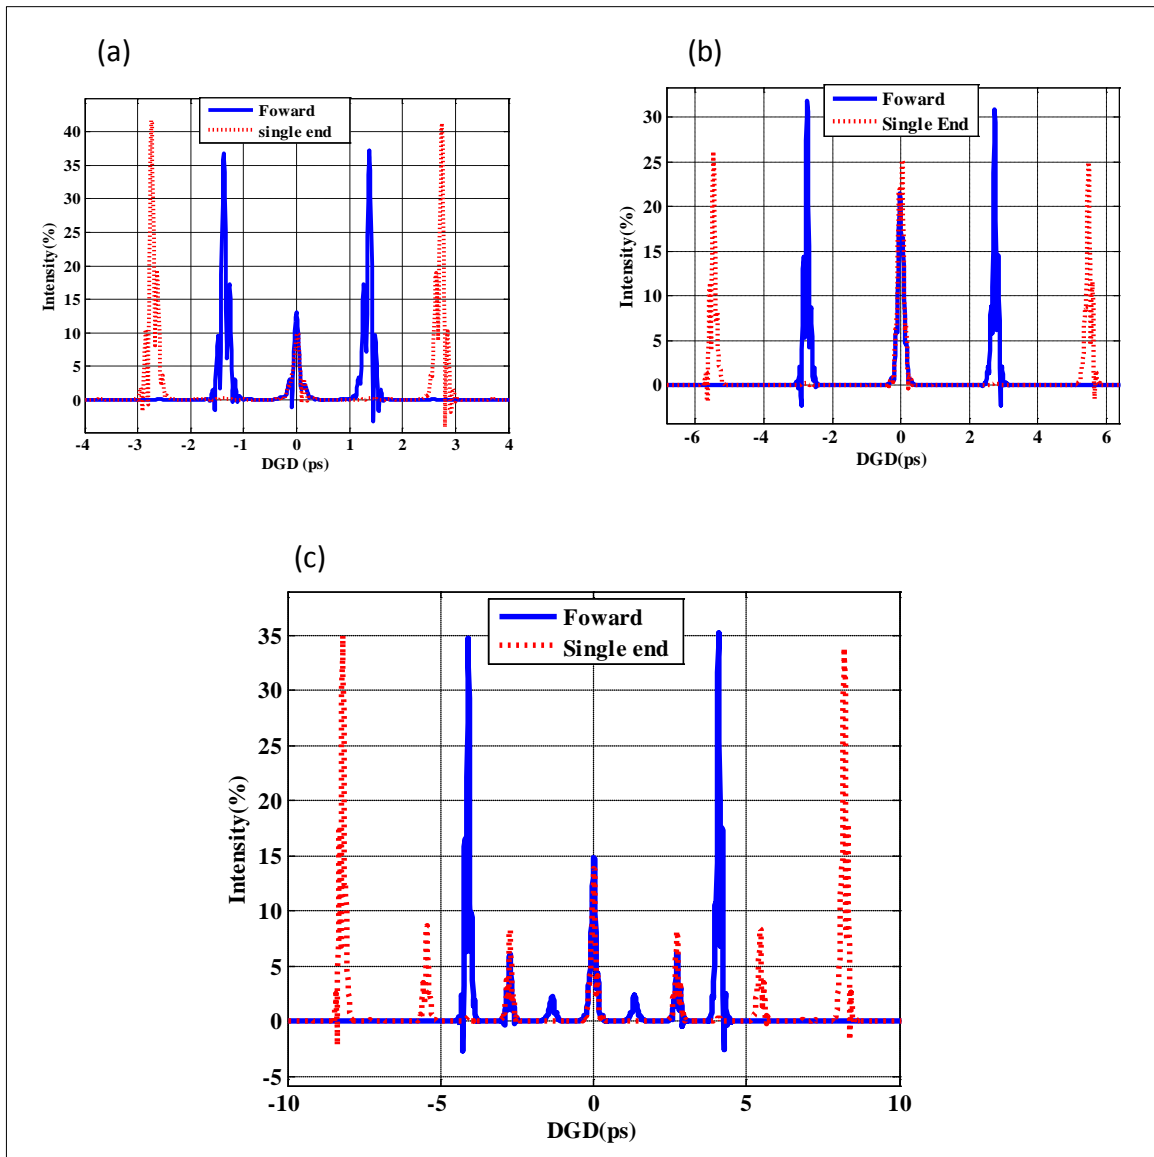 (a)
Foward
single end
40
35
30
25
20
15
10
5
0
Intensity(%)
-4 -3 -2 -1 0 1 2 3 4
DGD (ps)
(b)
Foward
Single End
30
25
20
15
10
5
0
Intensity(%)
-6 -4 -2 0 2 4 6
DGD(ps)
(c)
Foward
Single end
35
30
25
20
15
10
5
0
-5
Intensity(%)
-10 -5 0 5 10
DGD(ps)